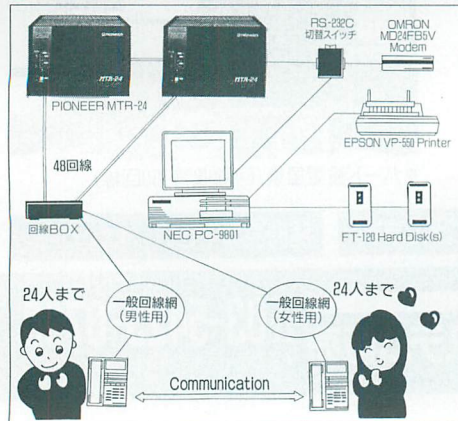 RS-232C
切替スイッチ
OMRON
MD24FB5V
Modem
PIONEER
MTR-24
PIONEER
MTR-24
PIONEER MTR-24
EPSON VP-550 Printer
48回線
回線BOX
NEC PC-9801
FT-120 Hard Disk(s)
24人まで
一般回線網
(男性用)
一般回線網
(女性用)
24人まで
Communication